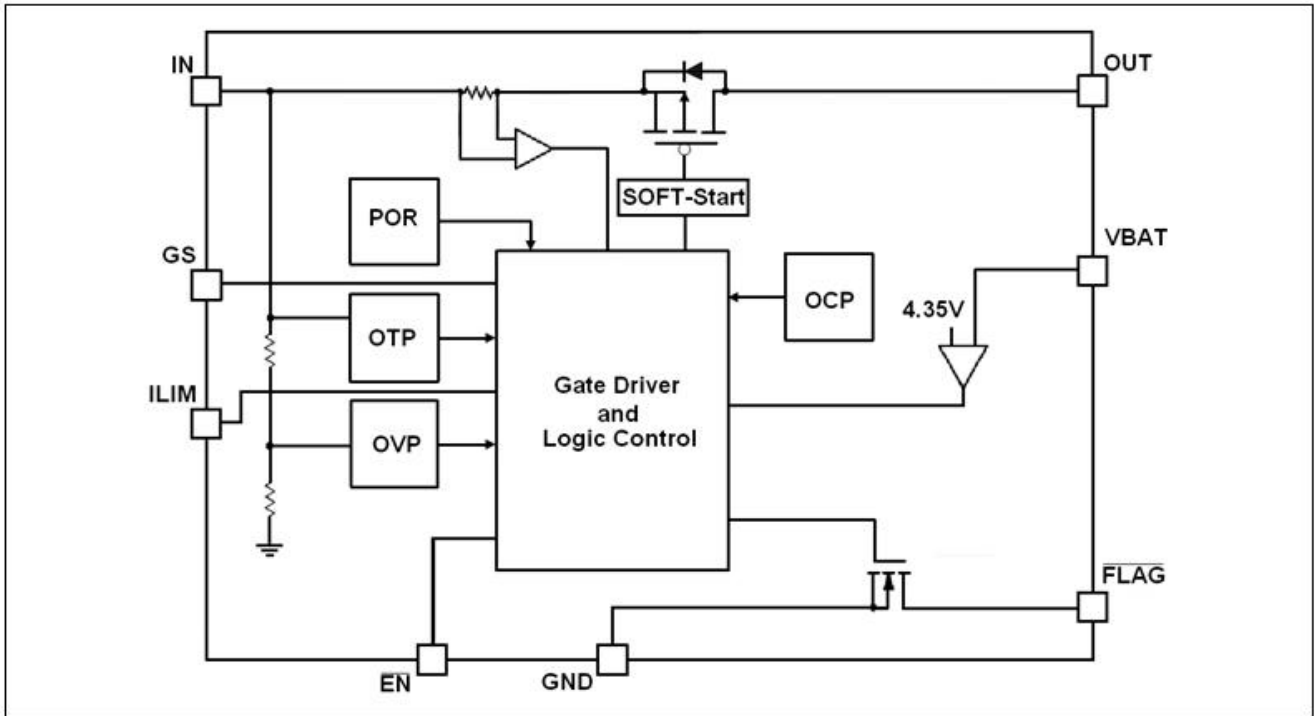 IN
OUT
SOFT-Start
POR
VBAT
GS
OCP
4.35V
OTP
Gate Driver
and
Logic Control
ILIM
OVP
FLAG
EN
GND